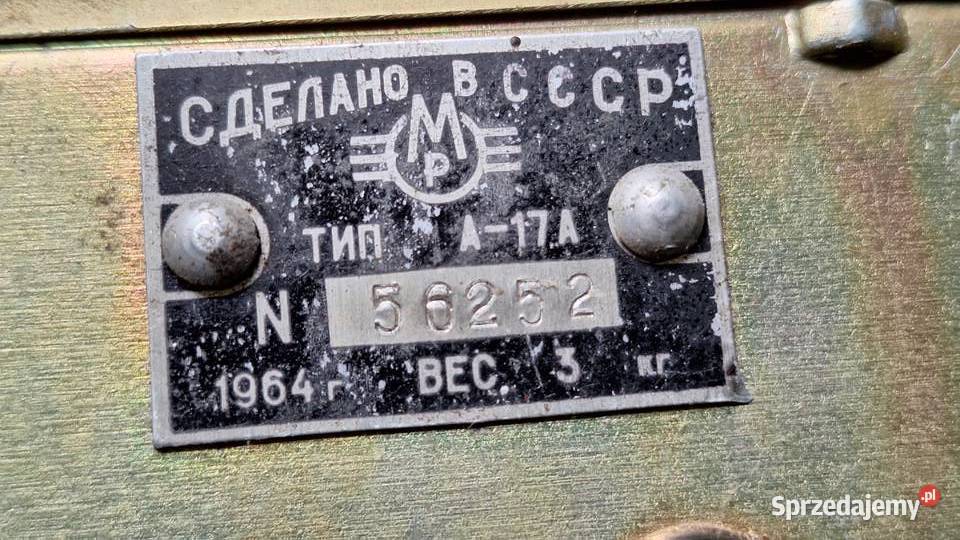 СДЕЛАНО В СССР
МР
ТИП А-17А
N 56252
1964 г. ВЕС 3 кг
Sprzedajemy.pl